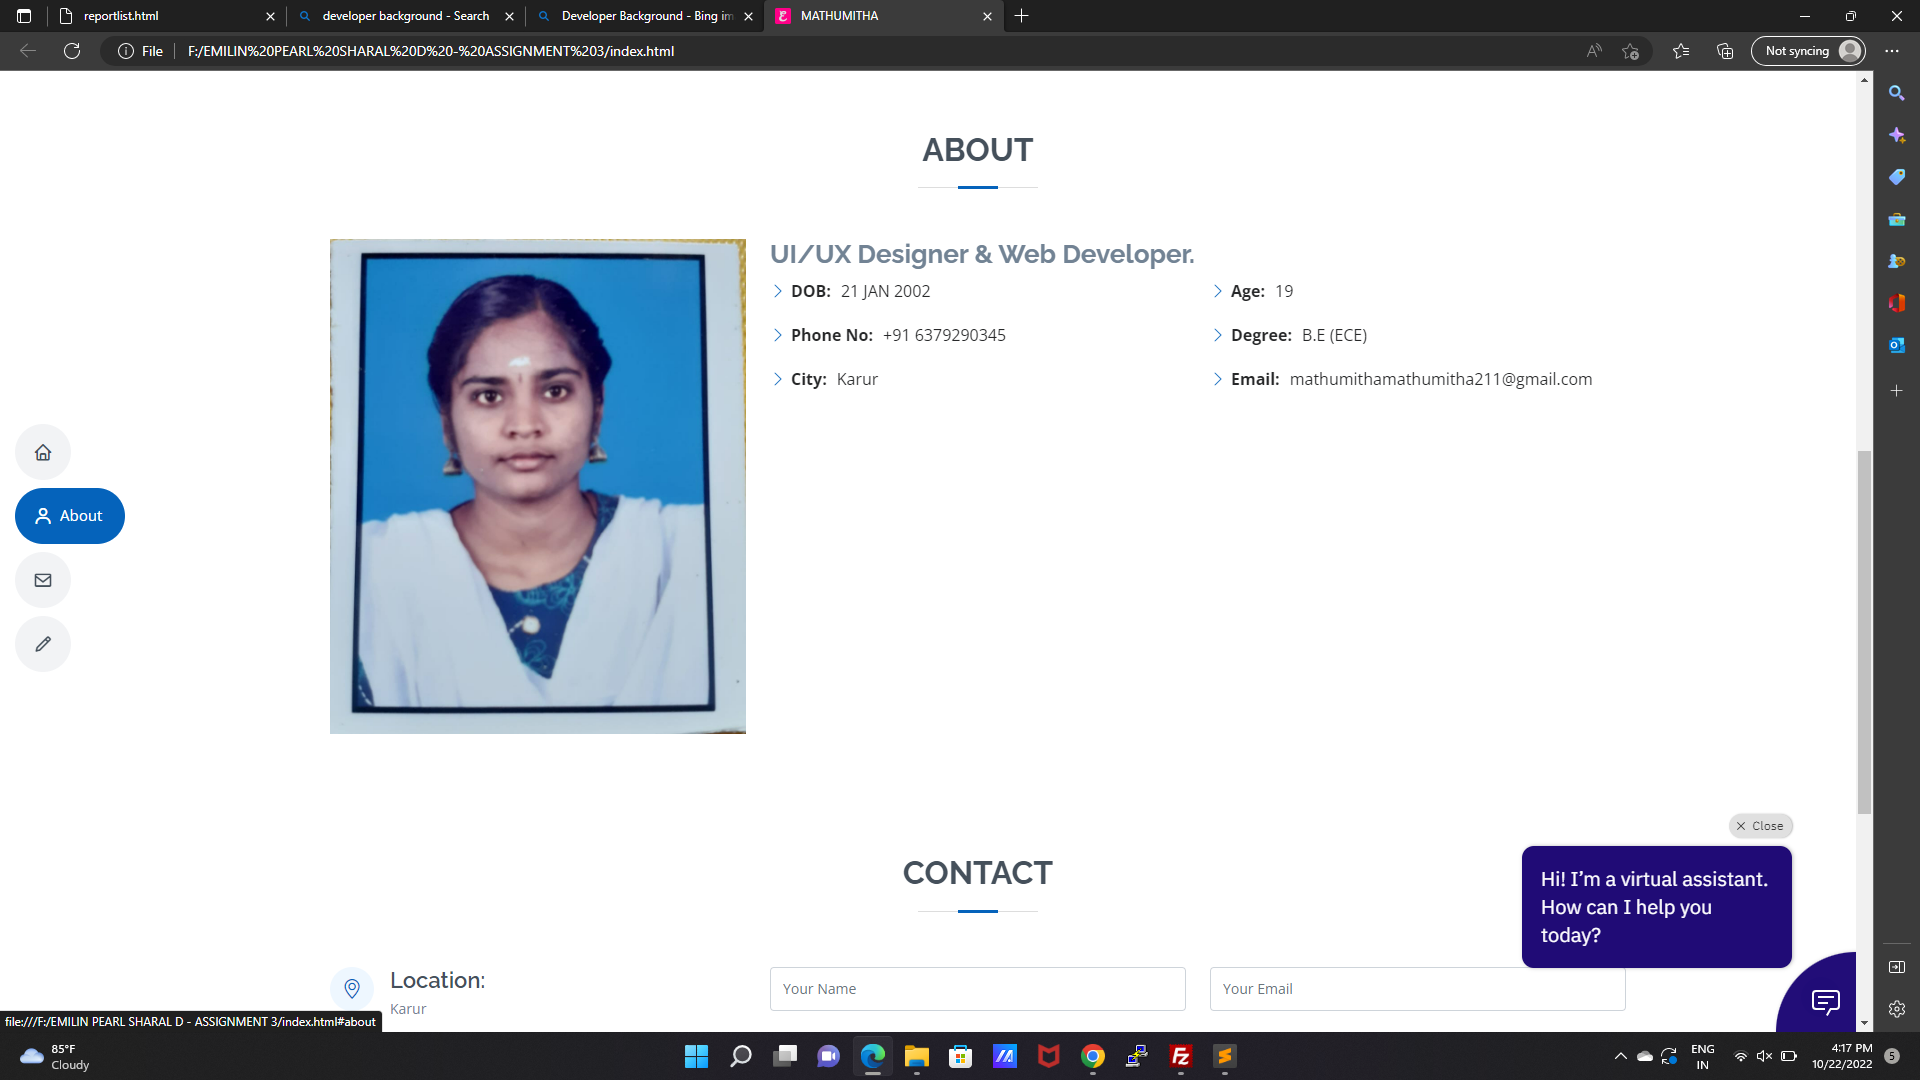 reportlist.html
developer background - Search
Developer Background - Bing im
MATHUMITHA
File
F:/EMILIN%20PEARL%20SHARAL%20D%20-%20ASSIGNMENT%203/index.html
Not syncing
ABOUT
UI/UX Designer & Web Developer.
DOB: 21 JAN 2002
Age: 19
Phone No: +91 6379290345
Degree: B.E (ECE)
City: Karur
Email: mathumithamathumitha211@gmail.com
About
Close
Hi! I'm a virtual assistant.
How can I help you
today?
CONTACT
Location:
Karur
Your Name
Your Email
file:///F:/EMILIN PEARL SHARAL D - ASSIGNMENT 3/index.html#about
85°F
Cloudy
ENG
IN
4:17 PM
10/22/2022
5